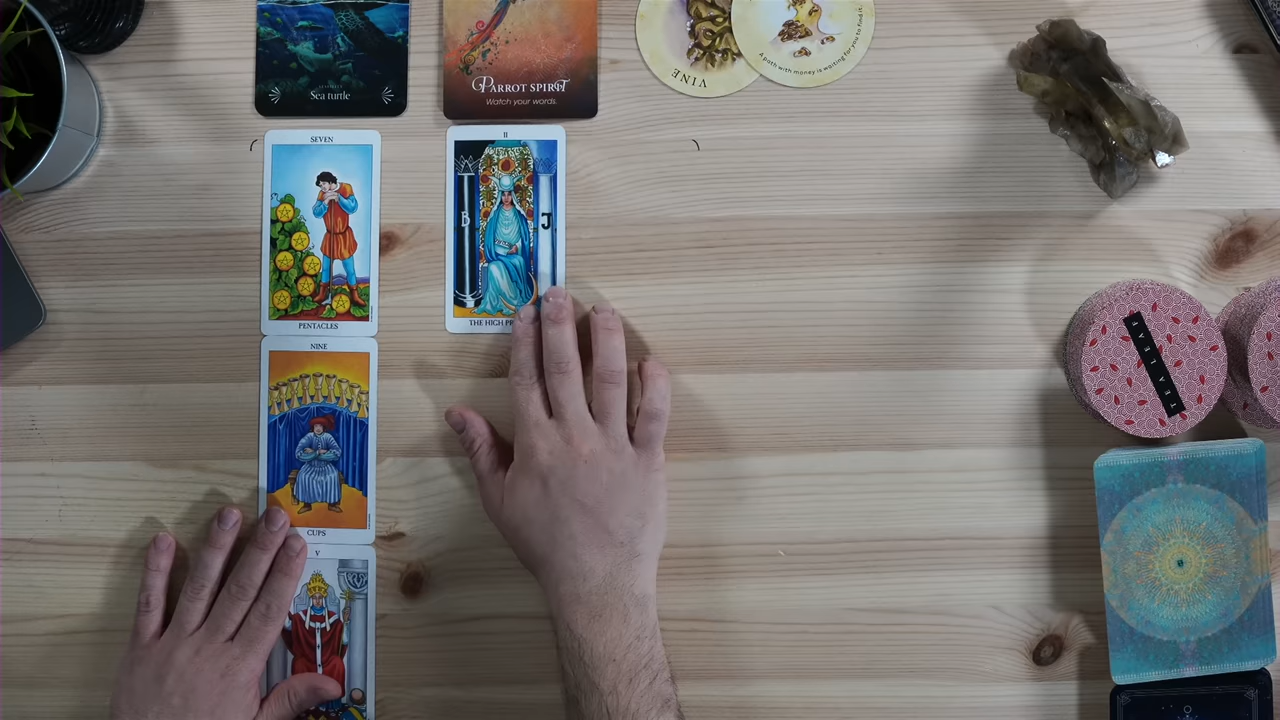 Sea turtle
PARROT SPIRIT
Watch your words.
VINE
A path with money is waiting for you to find it.
SEVEN
PENTACLES
II
B
J
THE HIGH
NINE
CUPS
V